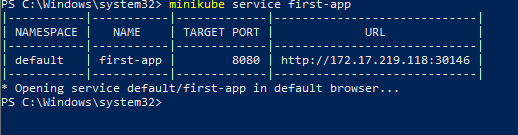 PS C:\Windows\system32> minikube service first-app
|-----------|-----------|-------------|-----------------------------|
| NAMESPACE | NAME | TARGET PORT | URL |
|-----------|-----------|-------------|-----------------------------|
| default | first-app | 8080 | http://172.17.219.118:30146 |
|-----------|-----------|-------------|-----------------------------|
* Opening service default/first-app in default browser...
PS C:\Windows\system32>